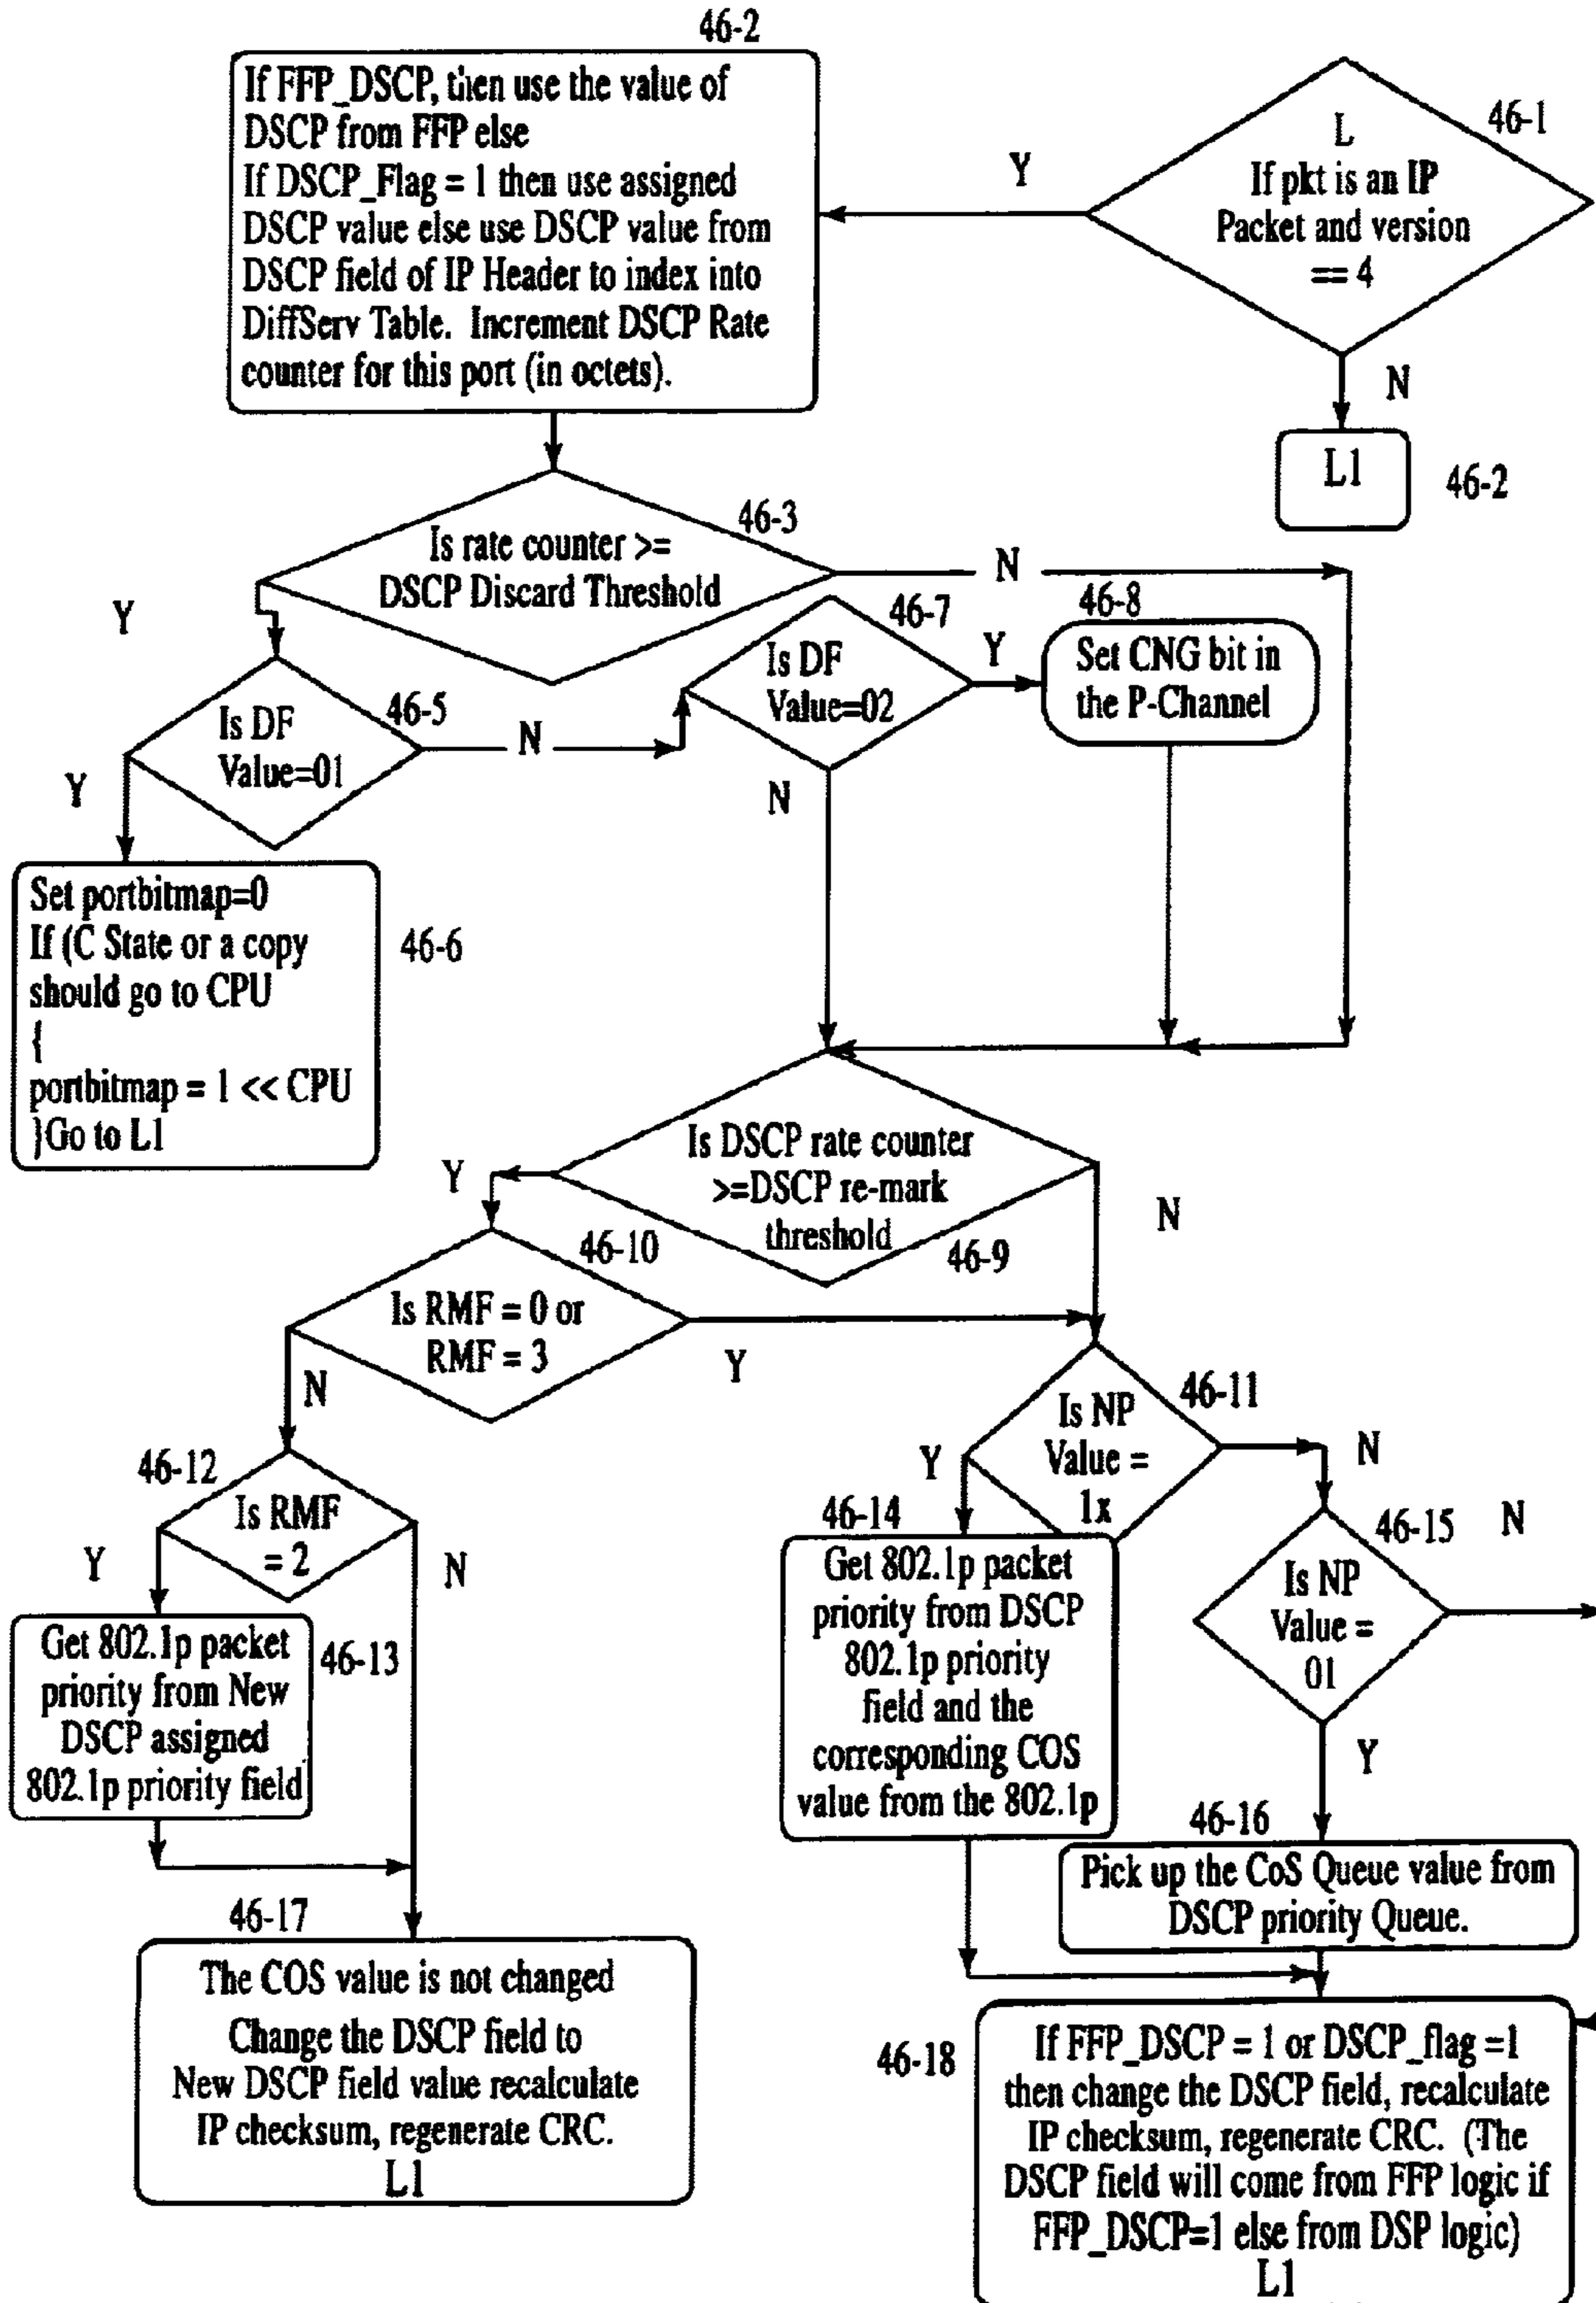 46-2
If FFP_DSCP, then use the value of
DSCP from FFP else
If DSCP_Flag = 1 then use assigned
DSCP value else use DSCP value from
DSCP field of IP Header to index into
DiffServ Table. Increment DSCP Rate
counter for this port (in octets).
46-1
L
If pkt is an IP
Packet and version
== 4
Y
N
L1
46-2
46-3
Is rate counter >=
DSCP Discard Threshold
N
Y
46-5
Is DF
Value=01
N
Y
46-7
Is DF
Value=02
Y
N
46-8
Set CNG bit in
the P-Channel
Set portbitmap=0
If (C State or a copy
should go to CPU
{
portbitmap = 1 << CPU
}Go to L1
46-6
Is DSCP rate counter
>=DSCP re-mark
threshold
46-9
Y
N
46-10
Is RMF = 0 or
RMF = 3
Y
N
46-11
Is NP
Value =
1x
Y
N
46-12
Is RMF
= 2
Y
N
46-14
Get 802.1p packet
priority from DSCP
802.1p priority
field and the
corresponding COS
value from the 802.1p
46-15
N
Is NP
Value =
01
Y
Get 802.1p packet
priority from New
DSCP assigned
802.1p priority field
46-13
46-16
Pick up the CoS Queue value from
DSCP priority Queue.
46-17
The COS value is not changed
Change the DSCP field to
New DSCP field value recalculate
IP checksum, regenerate CRC.
L1
46-18
If FFP_DSCP = 1 or DSCP_flag =1
then change the DSCP field, recalculate
IP checksum, regenerate CRC. (The
DSCP field will come from FFP logic if
FFP_DSCP=1 else from DSP logic)
L1